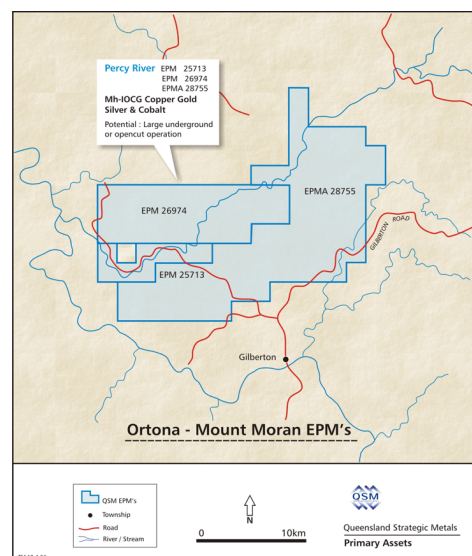 Percy River EPM 25713
EPM 26974
EPMA 28755
Mh-IOCG Copper Gold
Silver & Cobalt
Potential : Large underground
or opencut operation
EPMA 28755
EPM 26974
GILBERTON ROAD
EPM 25713
Gilberton
Ortona - Mount Moran EPM's
QSM EPM's
Township
Road
River / Stream
N
0 10km
QSM
Queensland Strategic Metals
Primary Assets